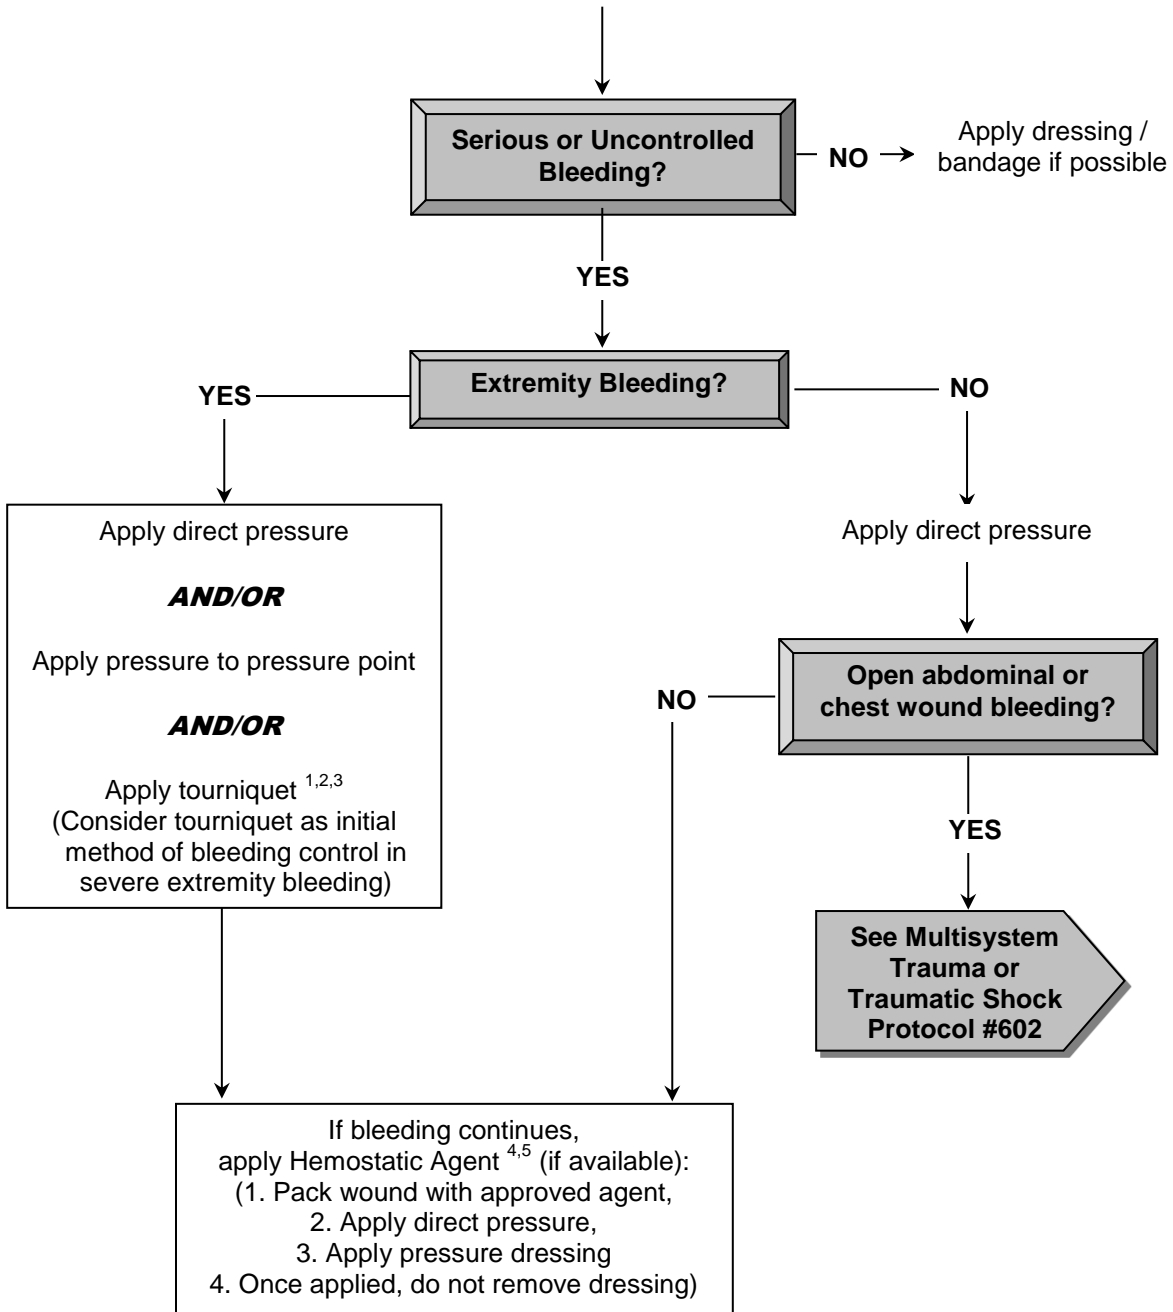 Serious or Uncontrolled
Bleeding?
NO
Apply dressing /
bandage if possible
YES
Extremity Bleeding?
YES
NO
Apply direct pressure
AND/OR
Apply pressure to pressure point
AND/OR
Apply tourniquet 1,2,3
(Consider tourniquet as initial
method of bleeding control in
severe extremity bleeding)
Apply direct pressure
Open abdominal or
chest wound bleeding?
NO
YES
See Multisystem
Trauma or
Traumatic Shock
Protocol #602
If bleeding continues,
apply Hemostatic Agent 4,5 (if available):
(1. Pack wound with approved agent,
2. Apply direct pressure,
3. Apply pressure dressing
4. Once applied, do not remove dressing)